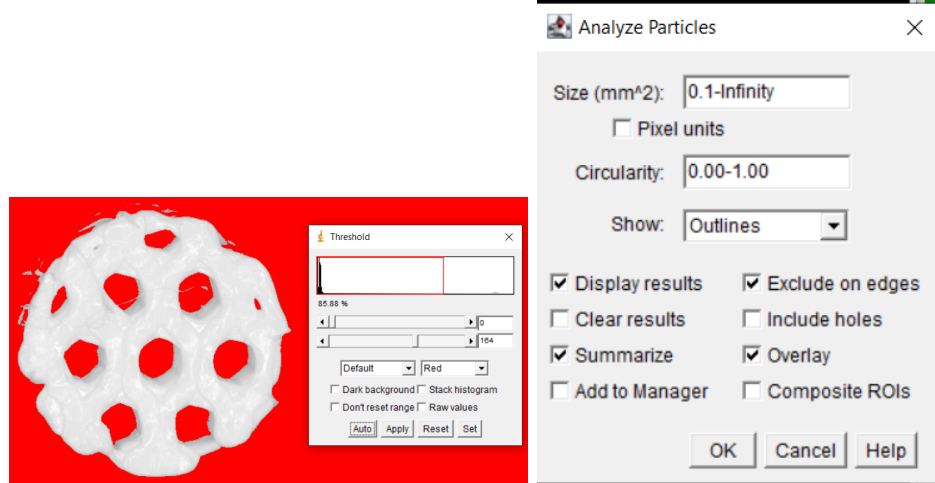 Threshold
85.88 %
0
164
Default Red
Dark background Stack histogram
Don't reset range Raw values
Auto Apply Reset Set
Analyze Particles
Size (mm^2): 0.1-Infinity
Pixel units
Circularity: 0.00-1.00
Show: Outlines
Display results Exclude on edges
Clear results Include holes
Summarize Overlay
Add to Manager Composite ROIs
OK Cancel Help